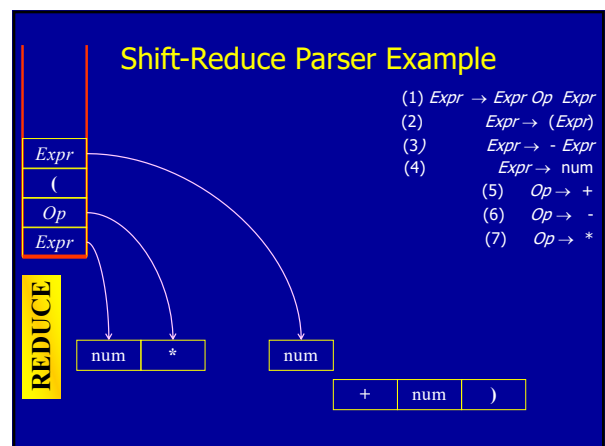 Shift-Reduce Parser Example
(1) Expr → Expr Op Expr
(2) Expr → (Expr)
(3) Expr → - Expr
(4) Expr → num
(5) Op → +
(6) Op → -
(7) Op → *
Expr
(
Op
Expr
REDUCE
num * num
+ num )